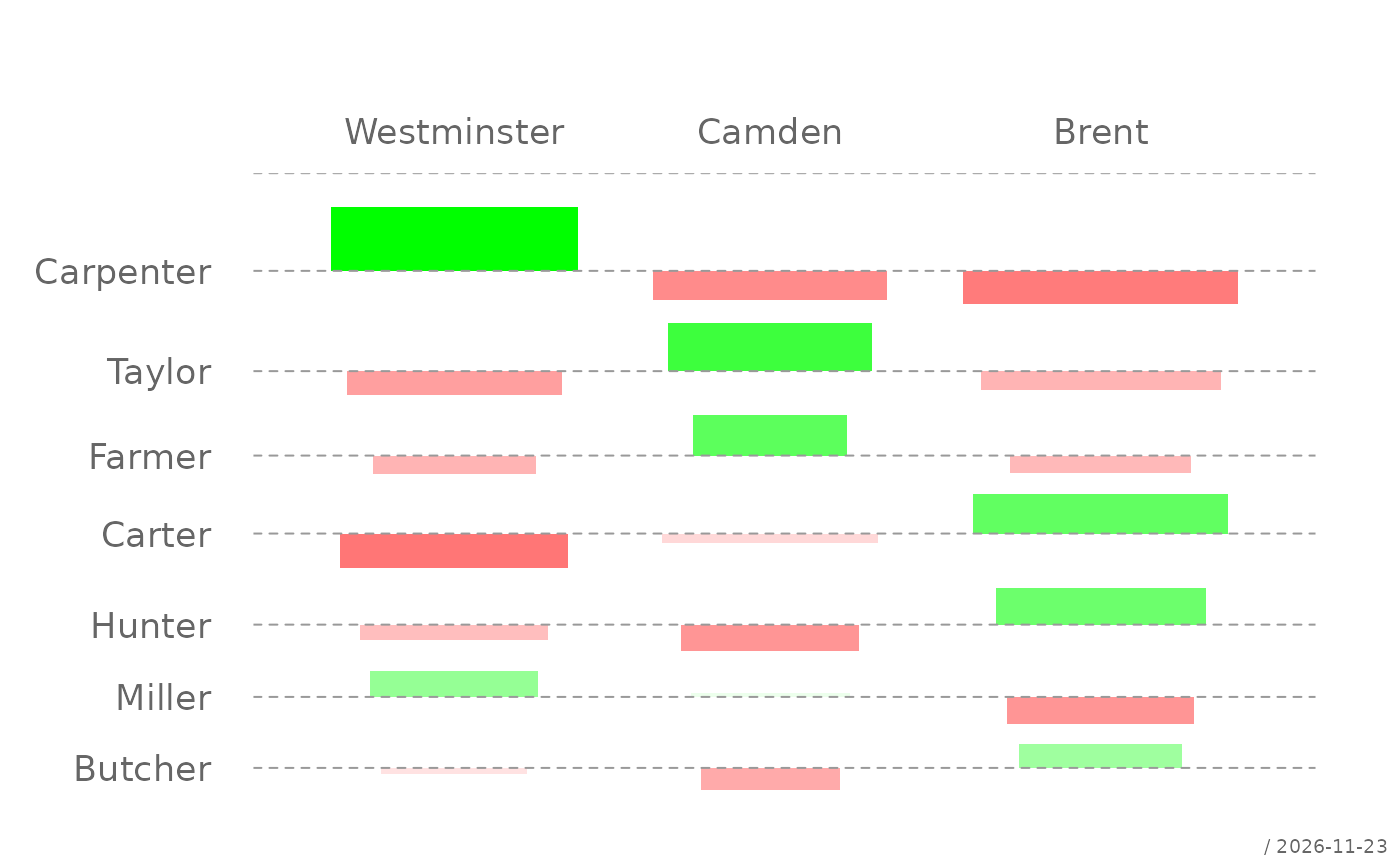 Westminster Camden Brent
Carpenter
Taylor
Farmer
Carter
Hunter
Miller
Butcher
/ 2026-11-23